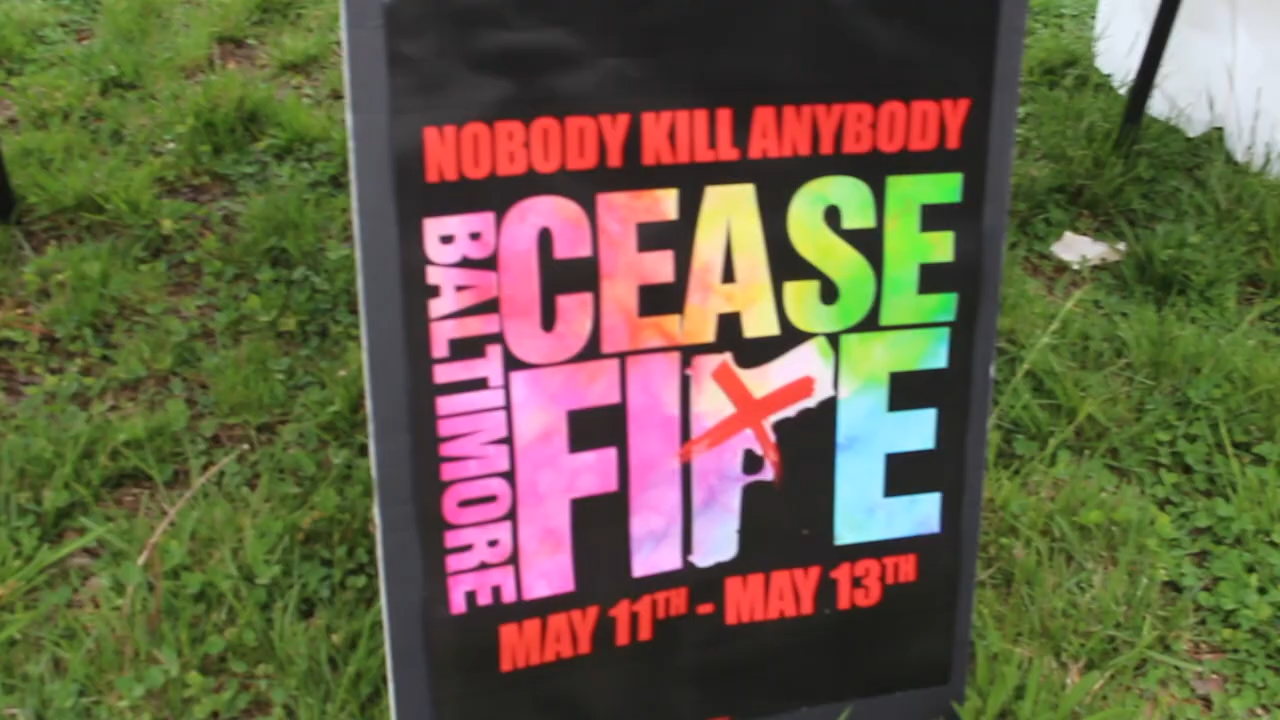 NOBODY KILL ANYBODY
BALTIMORE
CEASE
FIRE
MAY 11TH - MAY 13TH